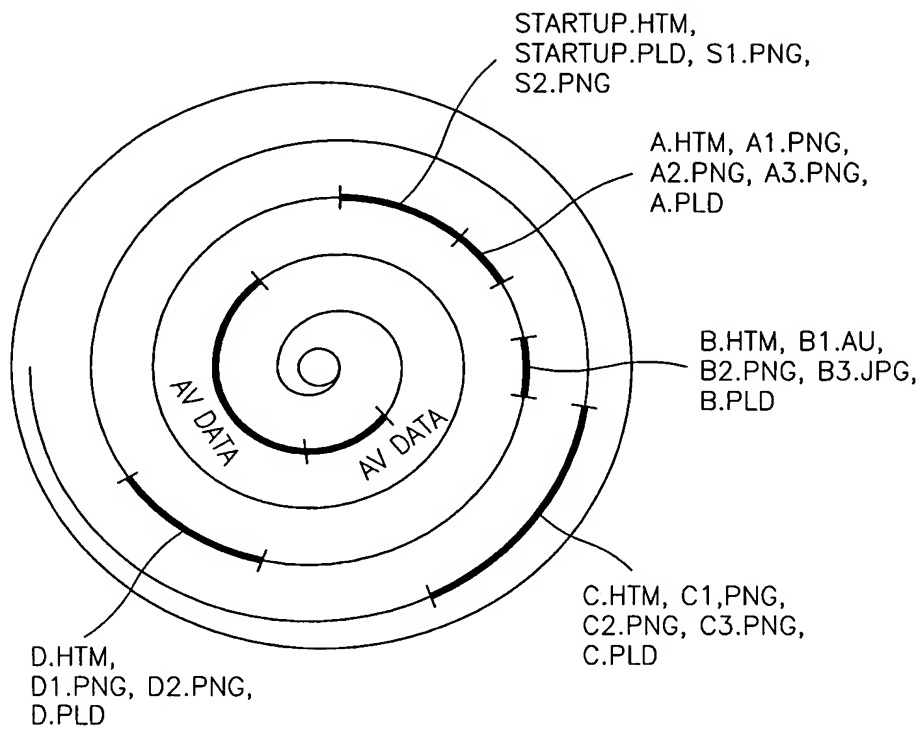 STARTUP.HTM,
STARTUP.PLD, S1.PNG,
S2.PNG
A.HTM, A1.PNG,
A2.PNG, A3.PNG,
A.PLD
B.HTM, B1.AU,
B2.PNG, B3.JPG,
B.PLD
AV DATA
AV DATA
C.HTM, C1,PNG,
C2.PNG, C3.PNG,
C.PLD
D.HTM,
D1.PNG, D2.PNG,
D.PLD